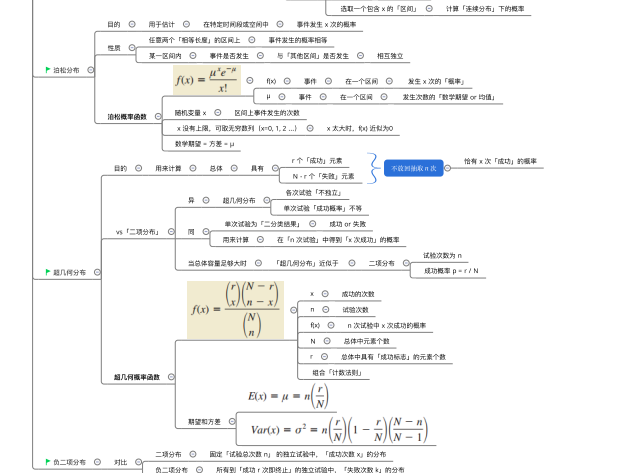 选取一个包含 x 的「区间」 计算「连续分布」下的概率
泊松分布
目的 用于估计 在特定时间段或空间中 事件发生 x 次的概率
性质
任意两个「相等长度」的区间上 事件发生的概率相等
某一区间内 事件是否发生 与「其他区间」是否发生 相互独立
泊松概率函数
f(x) = μ^x e^{-μ} / x!
f(x) 事件 在一个区间 发生 x 次的「概率」
μ 事件 在一个区间 发生次数的「数学期望 or 均值」
随机变量 x 区间上事件发生的次数
x 没有上限，可取无穷数列（x=0, 1, 2 ...） x 太大时，f(x) 近似为0
数学期望 = 方差 = μ
超几何分布
目的 用来计算 总体 具有
r 个「成功」元素
N - r 个「失败」元素
不放回抽取 n 次 恰有 x 次「成功」的概率
vs「二项分布」
异 超几何分布
各次试验「不独立」
单次试验「成功概率」不等
同
单次试验为「二分类结果」 成功 or 失败
用来计算 在「n 次试验」中得到「x 次成功」的概率
当总体容量足够大时 「超几何分布」近似于 二项分布
试验次数为 n
成功概率 p = r / N
超几何概率函数
f(x) = (r x)(N − r n − x) / (N n)
x 成功的次数
n 试验次数
f(x) n 次试验中 x 次成功的概率
N 总体中元素个数
r 总体中具有「成功标志」的元素个数
组合「计数法则」
期望和方差
E(x) = μ = n(r/N)
Var(x) = σ² = n(r/N)(1 − r/N)((N − n)/(N − 1))
负二项分布 对比
二项分布 固定「试验总次数 n」的独立试验中，「成功次数 x」的分布
负二项分布 所有到「成功 r 次即终止」的独立试验中，「失败次数 k」的分布